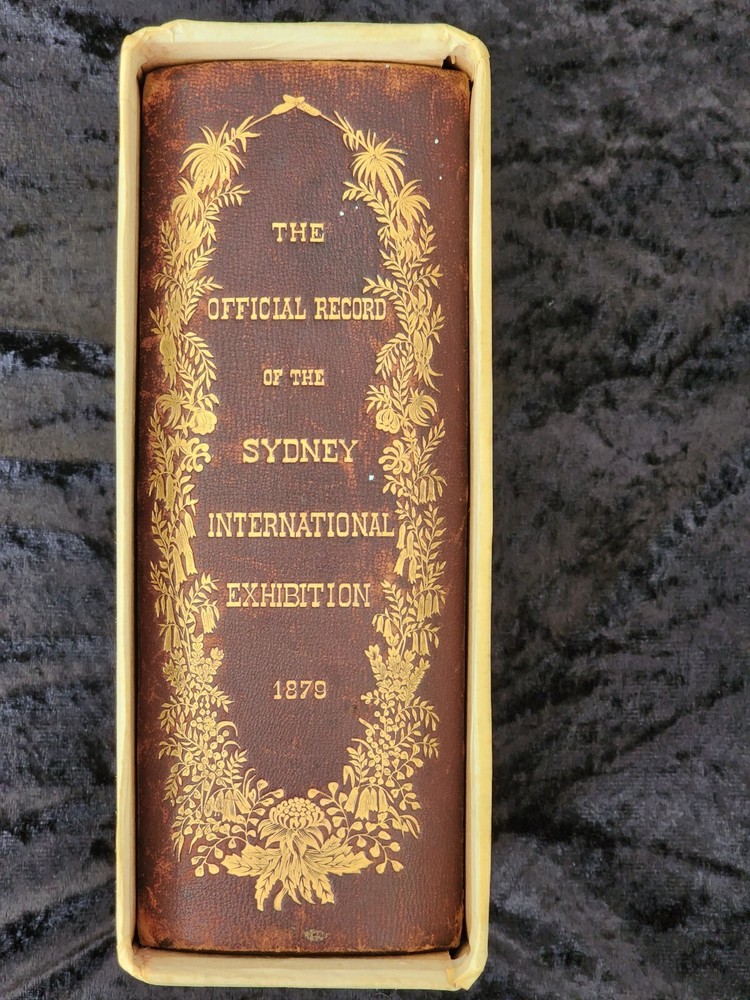 THE
OFFICIAL RECORD
OF THE
SYDNEY
INTERNATIONAL
EXHIBITION
1879